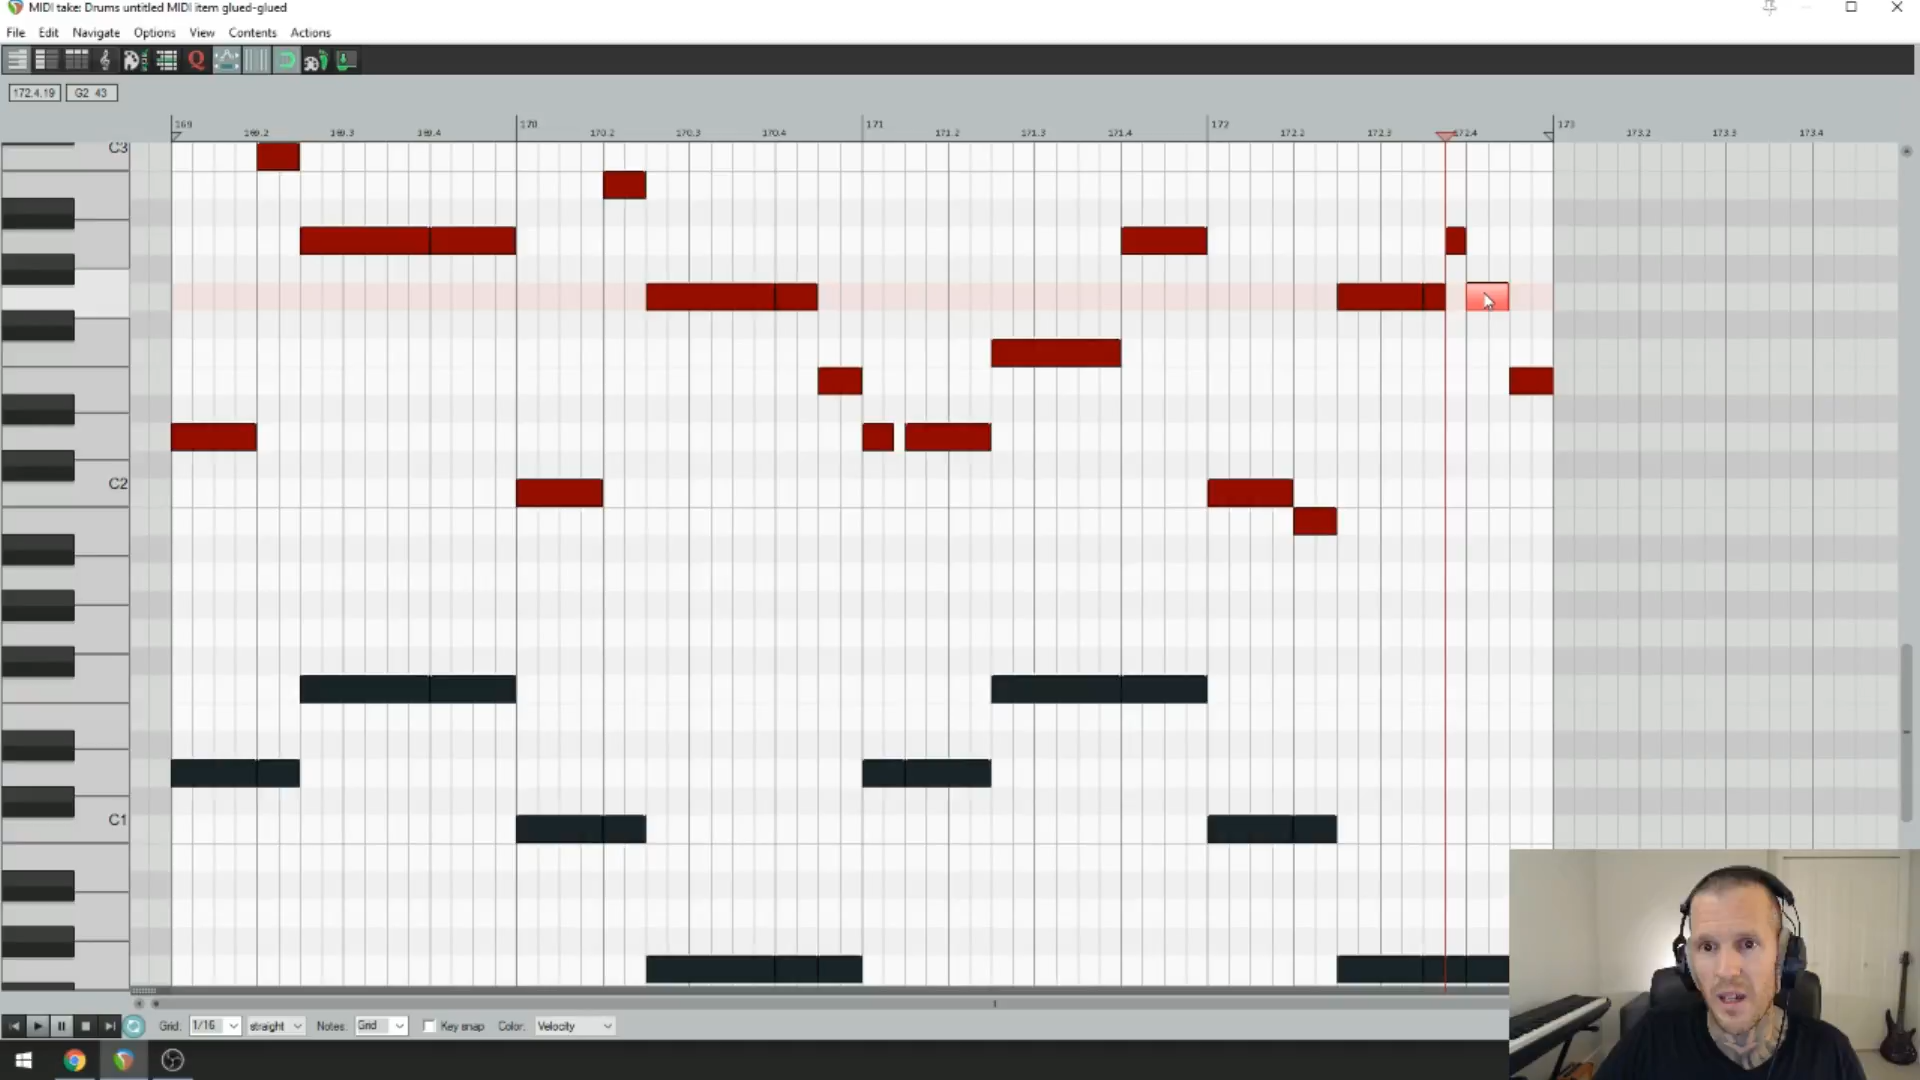 MIDI take: Drums untitled MIDI item glued-glued
File Edit Navigate Options View Contents Actions
Q
172.4.19 G2 43
169 170 171 172 173
169.2 169.3 169.4 170.2 170.3 170.4 171.2 171.3 171.4 172.2 172.3 172.4 173.2 173.3 173.4
C3
C2
C1
Grid: 1/16 straight Notes: Grid Key snap Color: Velocity